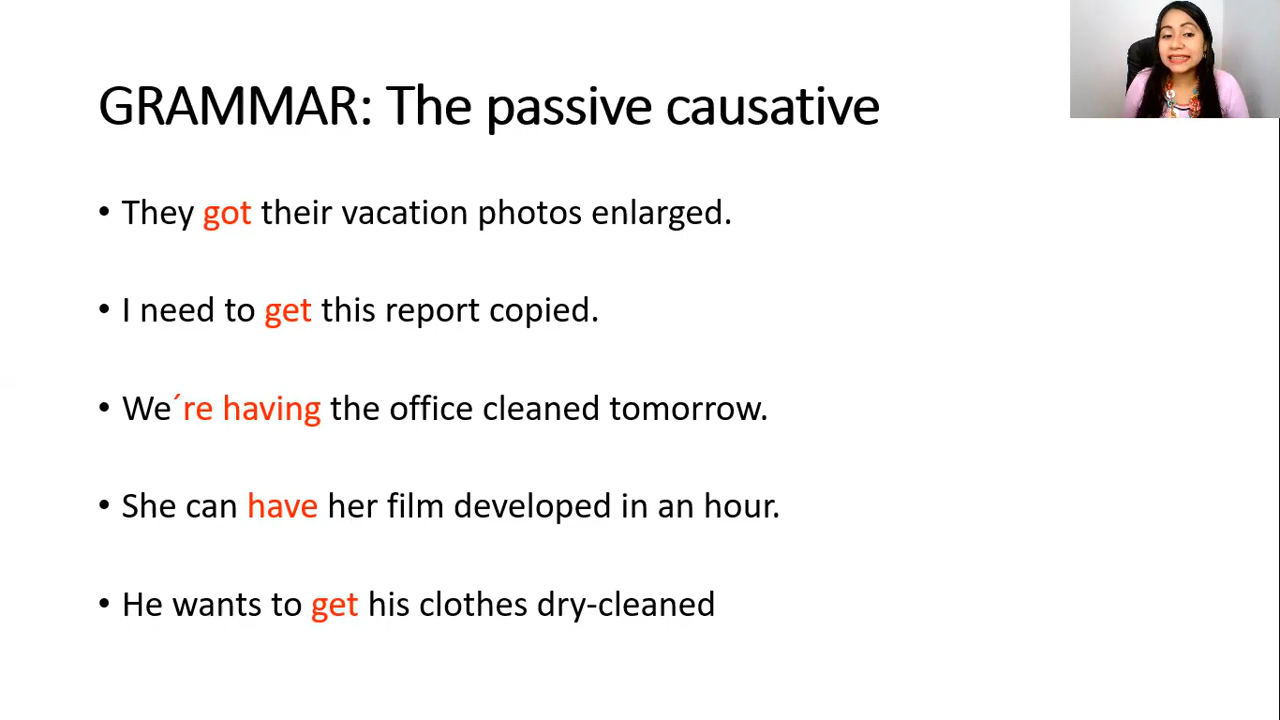 GRAMMAR: The passive causative
• They got their vacation photos enlarged.
• I need to get this report copied.
• We´re having the office cleaned tomorrow.
• She can have her film developed in an hour.
• He wants to get his clothes dry-cleaned